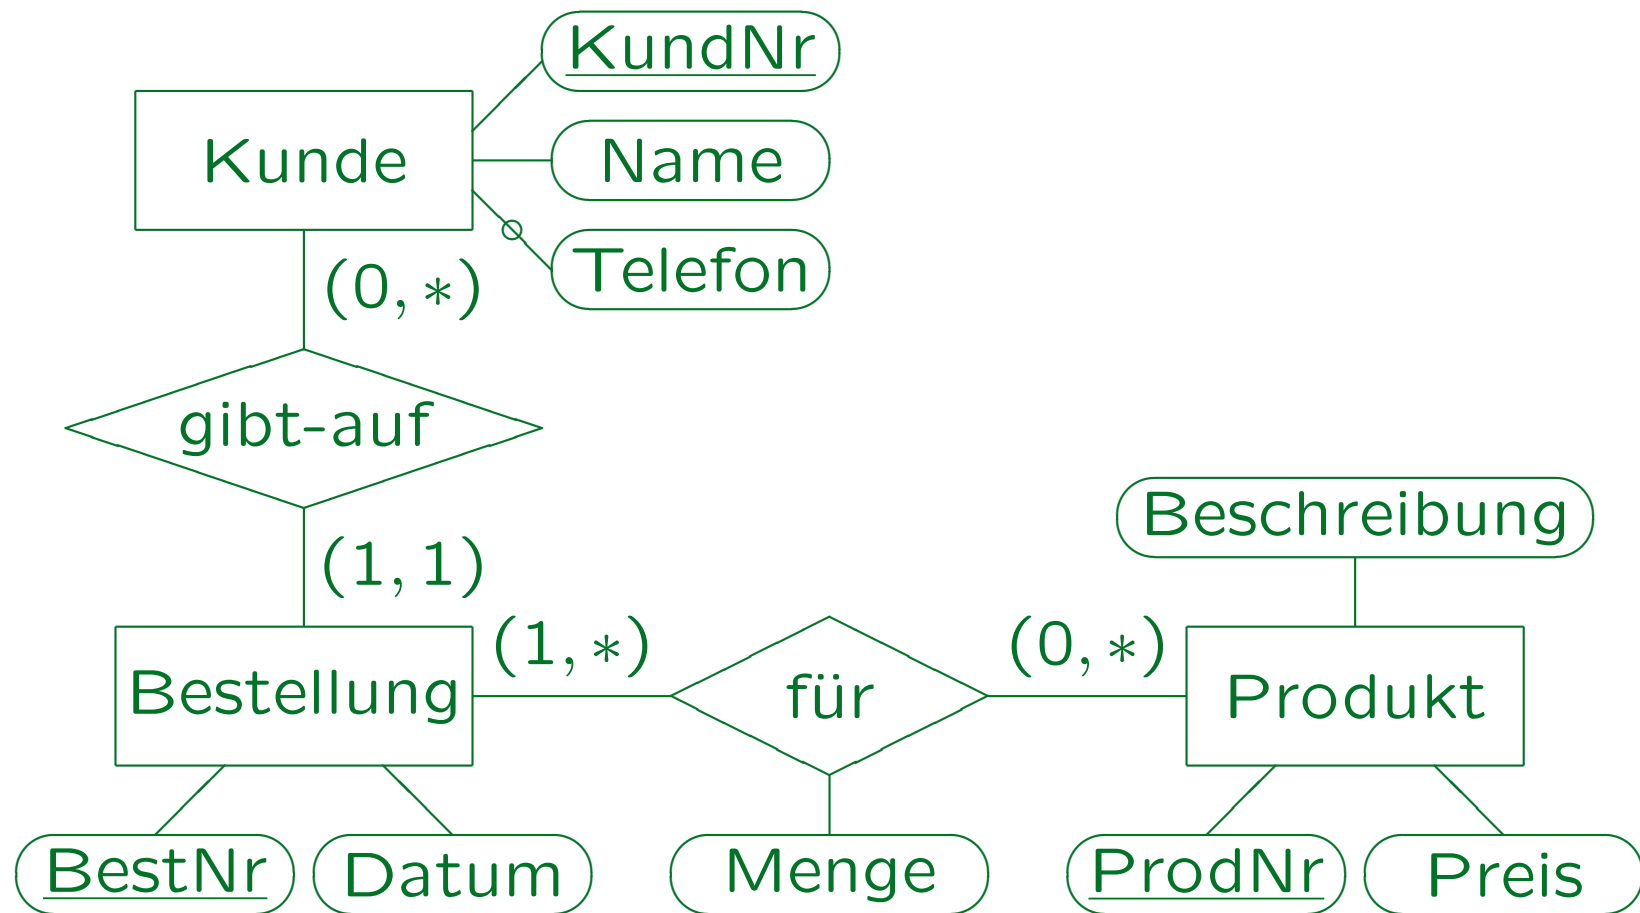 KundNr
Kunde
Name
Telefon
(0,∗)
gibt-auf
(1,1)
Beschreibung
Bestellung
(1,∗)
für
(0,∗)
Produkt
BestNr
Datum
Menge
ProdNr
Preis